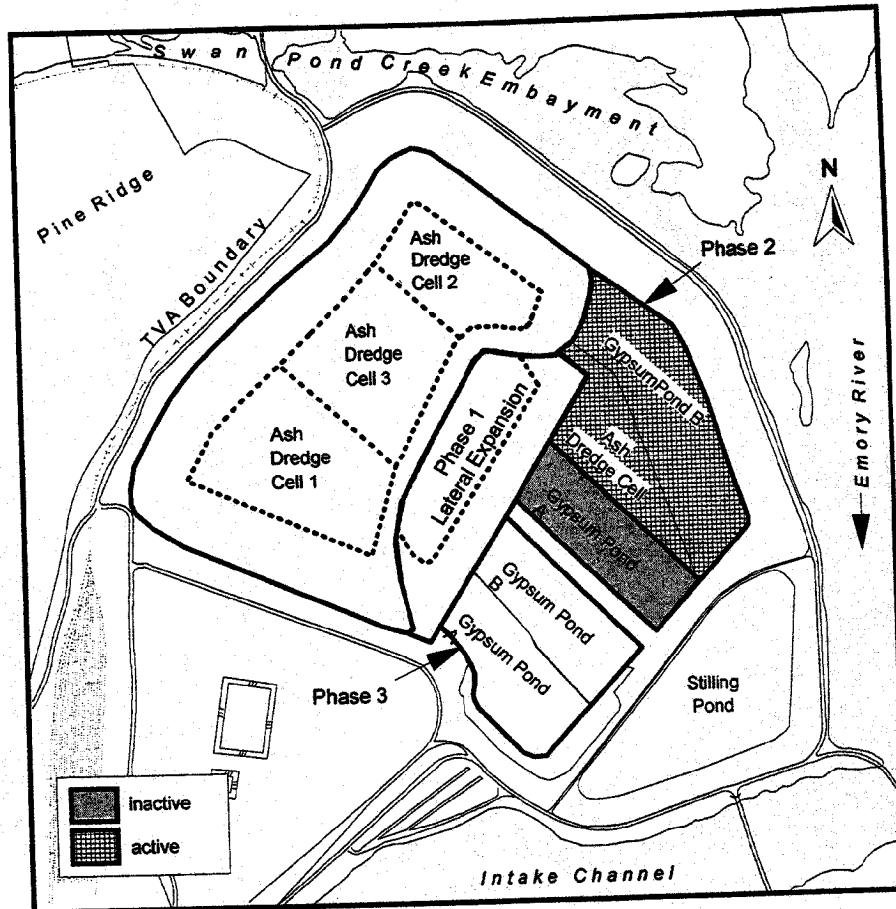 Swan Pond Creek Embayment
Pine Ridge
TVA Boundary
N
Phase 2
Ash
Dredge
Cell 2
Ash
Dredge
Cell 3
Ash
Dredge
Cell 1
Phase 1
Lateral Expansion
GypsumPond B
Ash
Dredge Cell
Gypsum Pond
A
Emory River
Gypsum Pond
B
Gypsum Pond
A
Phase 3
Stilling
Pond
inactive
active
Intake Channel